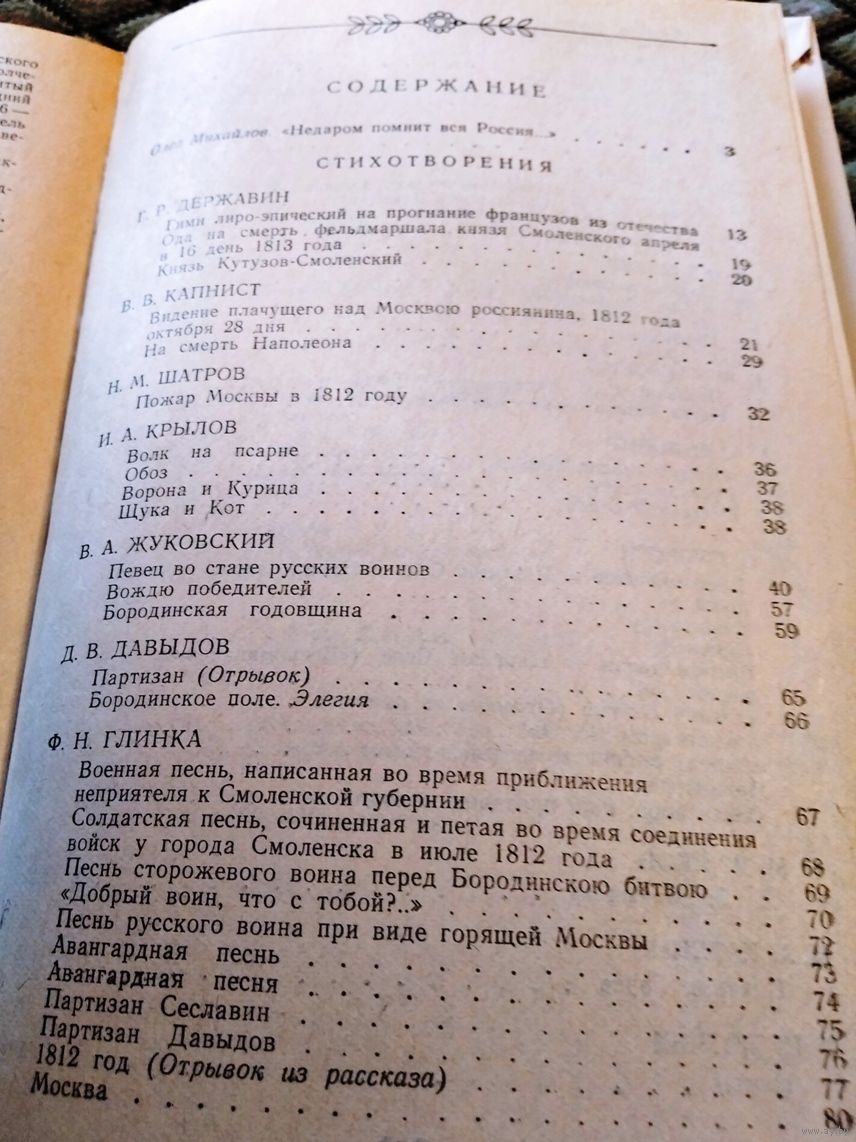 ского
олче-
итый
дний
6 —
ель
ве-
к-
д-
СОДЕРЖАНИЕ
Олег Михайлов. «Недаром помнит вся Россия...» . . . . . . 3
СТИХОТВОРЕНИЯ
Г. Р. ДЕРЖАВИН
Гимн лиро-эпический на прогнание французов из отечества 13
Ода на смерть фельдмаршала князя Смоленского апреля
в 16 день 1813 года . . . . . . . . . . 19
Князь Кутузов-Смоленский . . . . . . . . . 20
В. В. КАПНИСТ
Видение плачущего над Москвою россиянина, 1812 года
октября 28 дня . . . . . . . . . . . . 21
На смерть Наполеона . . . . . . . . . . 29
Н. М. ШАТРОВ
Пожар Москвы в 1812 году . . . . . . . . . 32
И. А. КРЫЛОВ
Волк на псарне . . . . . . . . . . . 36
Обоз . . . . . . . . . . . . . . 37
Ворона и Курица . . . . . . . . . . . 38
Щука и Кот . . . . . . . . . . . . . 38
В. А. ЖУКОВСКИЙ
Певец во стане русских воинов . . . . . . . . 40
Вождю победителей . . . . . . . . . . . 57
Бородинская годовщина . . . . . . . . . 59
Д. В. ДАВЫДОВ
Партизан (Отрывок) . . . . . . . . . . . 65
Бородинское поле. Элегия . . . . . . . . . 66
Ф. Н. ГЛИНКА
Военная песнь, написанная во время приближения
неприятеля к Смоленской губернии . . . . . . . 67
Солдатская песнь, сочиненная и петая во время соединения
войск у города Смоленска в июле 1812 года . . . . . 68
Песнь сторожевого воина перед Бородинскою битвою . . 69
«Добрый воин, что с тобой?..» . . . . . . . . 70
Песнь русского воина при виде горящей Москвы . . . . 72
Авангардная песнь . . . . . . . . . . . 73
Авангардная песня . . . . . . . . . . . 74
Партизан Сеславин . . . . . . . . . . . 75
Партизан Давыдов . . . . . . . . . . . 76
1812 год (Отрывок из рассказа) . . . . . . . . 77
Москва . . . . . . . . . . . . . . 80